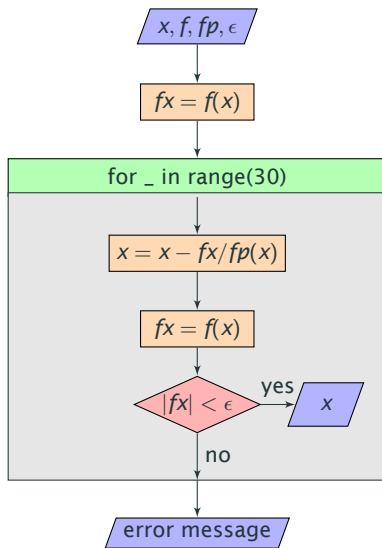 x, f, fp, ϵ
fx = f(x)
for _ in range(30)
x = x − fx/fp(x)
fx = f(x)
|fx| < ϵ
yes
x
no
error message